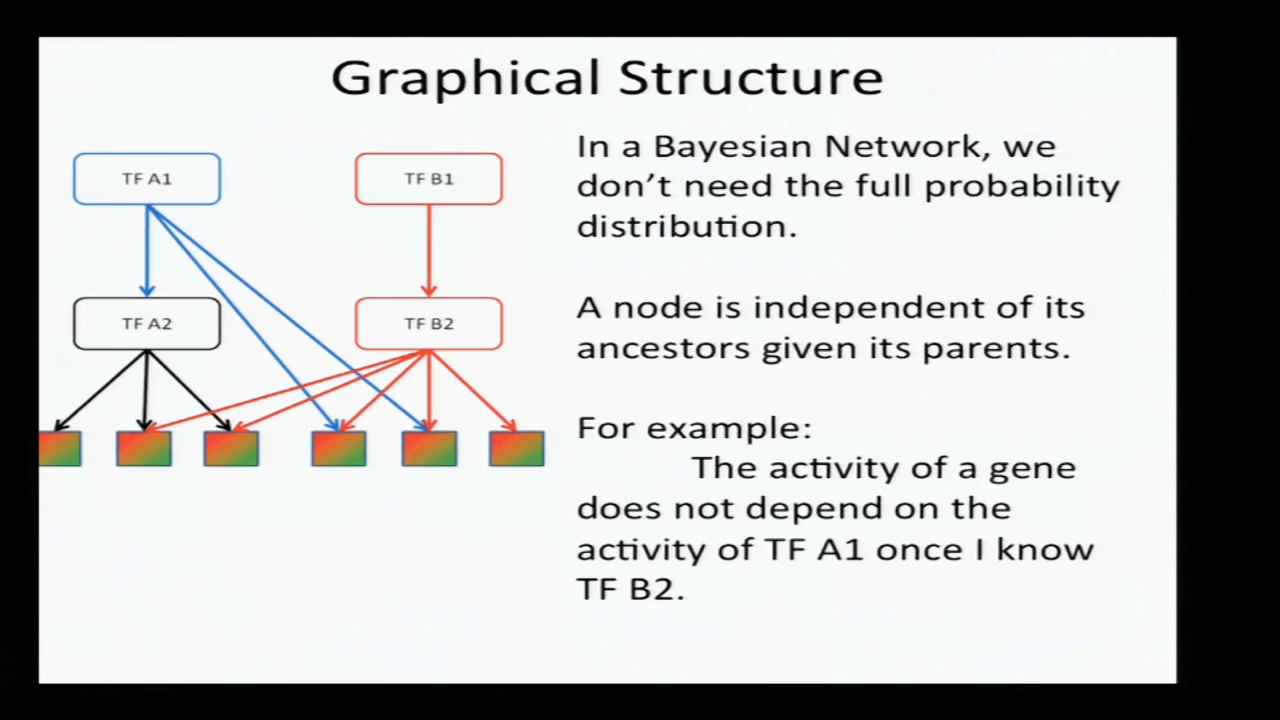 Graphical Structure
TF A1
TF B1
TF A2
TF B2
In a Bayesian Network, we
don’t need the full probability
distribution.
A node is independent of its
ancestors given its parents.
For example:
The activity of a gene
does not depend on the
activity of TF A1 once I know
TF B2.